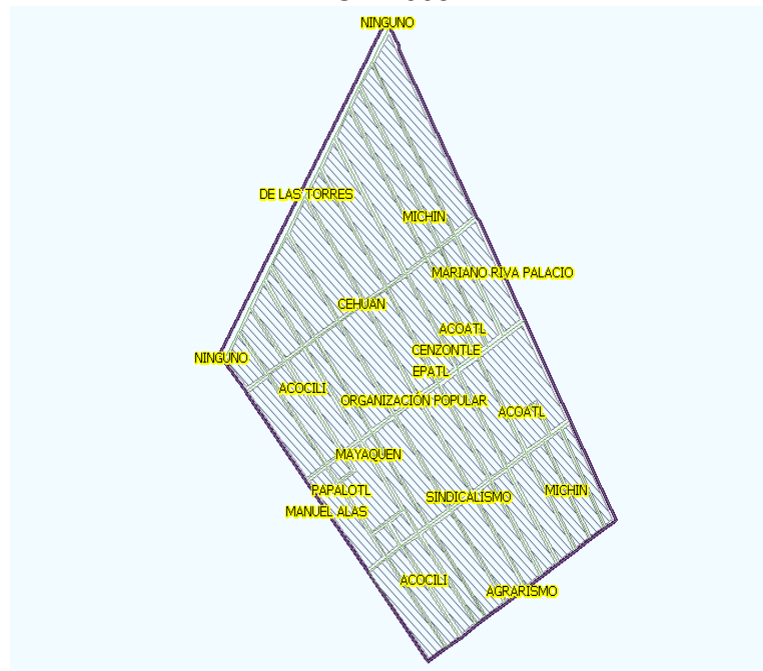 NINGUNO
DE LAS TORRES
MICHIN
MARIANO RIVA PALACIO
CEHUAN
ACOATL
CENZONTLE
NINGUNO
EPATL
ACOCILI
ORGANIZACIÓN POPULAR
ACOATL
MAYAQUEN
PAPALOTL
MICHIN
SINDICALISMO
MANUEL ALAS
ACOCILI
AGRARISMO